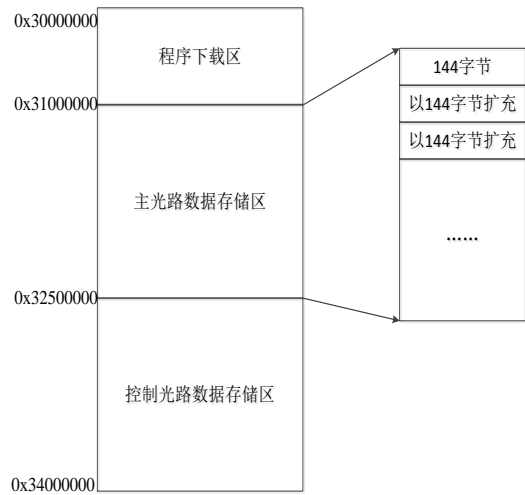 0x30000000
程序下载区
0x31000000
主光路数据存储区
0x32500000
控制光路数据存储区
0x34000000
144字节
以144字节扩充
以144字节扩充
……